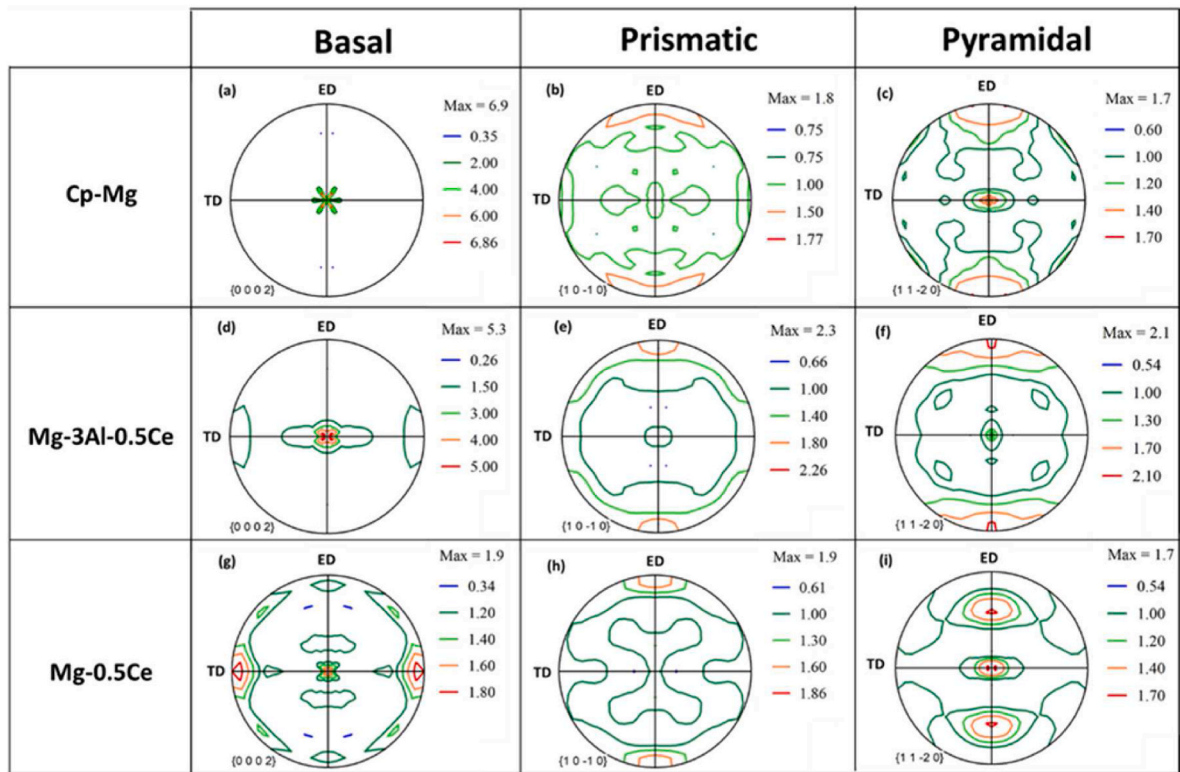 Basal
Prismatic
Pyramidal
Cp-Mg
(a)
ED
TD
{0 0 0 2}
Max = 6.9
0.35
2.00
4.00
6.00
6.86
(b)
ED
TD
{1 0 -1 0}
Max = 1.8
0.75
0.75
1.00
1.50
1.77
(c)
ED
TD
{1 1 -2 0}
Max = 1.7
0.60
1.00
1.20
1.40
1.70
Mg-3Al-0.5Ce
(d)
ED
TD
{0 0 0 2}
Max = 5.3
0.26
1.50
3.00
4.00
5.00
(e)
ED
TD
{1 0 -1 0}
Max = 2.3
0.66
1.00
1.40
1.80
2.26
(f)
ED
TD
{1 1 -2 0}
Max = 2.1
0.54
1.00
1.30
1.70
2.10
Mg-0.5Ce
(g)
ED
TD
{0 0 0 2}
Max = 1.9
0.34
1.20
1.40
1.60
1.80
(h)
ED
TD
{1 0 -1 0}
Max = 1.9
0.61
1.00
1.30
1.60
1.86
(i)
ED
TD
{1 1 -2 0}
Max = 1.7
0.54
1.00
1.20
1.40
1.70